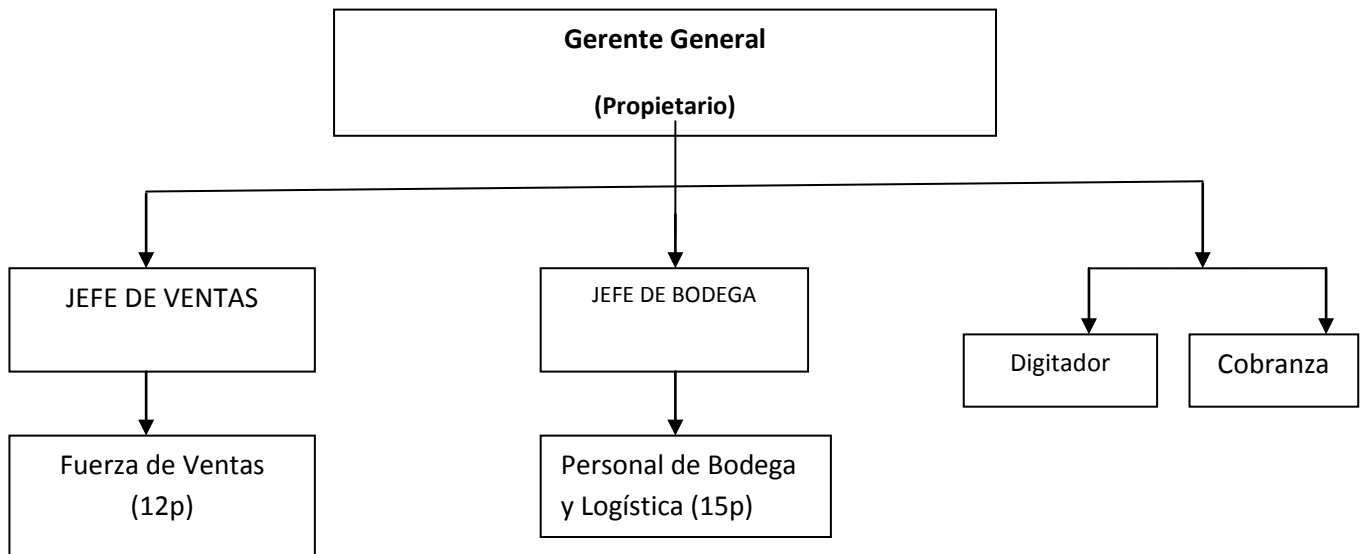 Gerente General
(Propietario)
JEFE DE VENTAS
JEFE DE BODEGA
Digitador
Cobranza
Fuerza de Ventas
(12p)
Personal de Bodega
y Logística (15p)